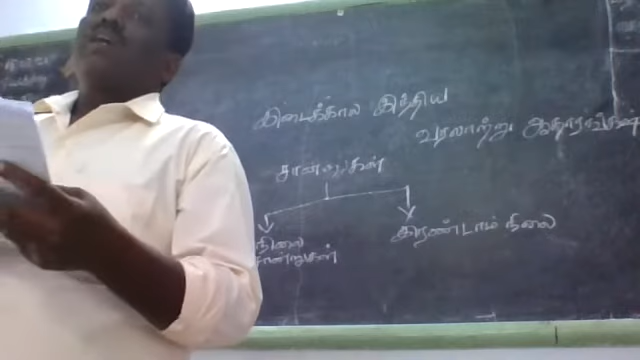 இடைக்கால இந்திய
வரலாற்று ஆதாரங்கள்
சான்றுகள்
நிலை இரண்டாம் நிலை
சான்றுகள்